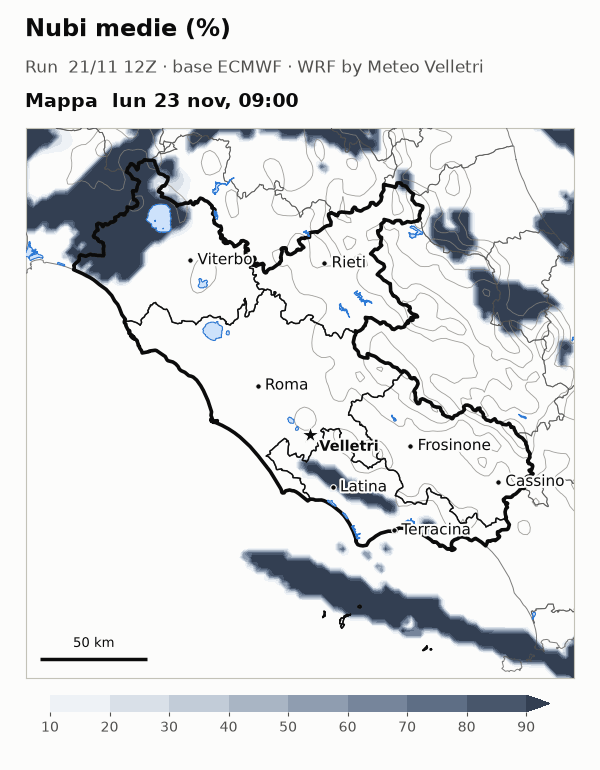 Nubi medie (%)
Run  21/11 12Z · base ECMWF · WRF by Meteo Velletri
Mappa  lun 23 nov, 09:00
Viterbo
Rieti
Roma
Velletri
Frosinone
Latina
Cassino
Terracina
50 km
10 20 30 40 50 60 70 80 90